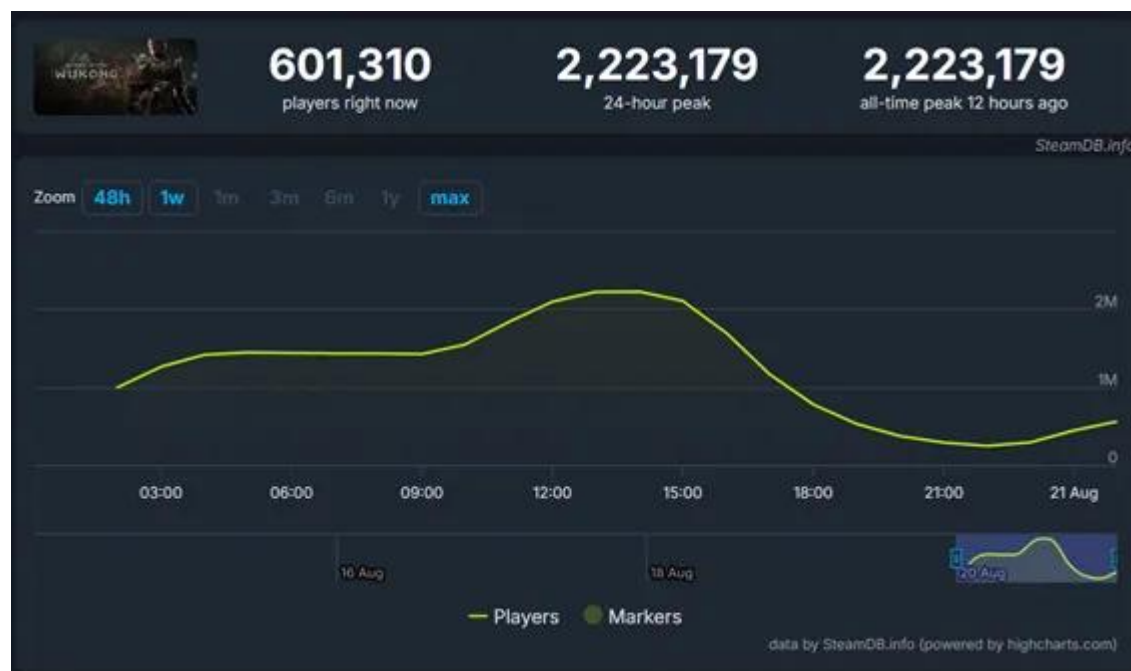 WUKONG
601,310
players right now
2,223,179
24-hour peak
2,223,179
all-time peak 12 hours ago
SteamDB.info
Zoom 48h 1w 1m 3m 6m 1y max
2M
1M
0
03:00 06:00 09:00 12:00 15:00 18:00 21:00 21 Aug
16 Aug 18 Aug 20 Aug
Players Markers
data by SteamDB.info (powered by highcharts.com)